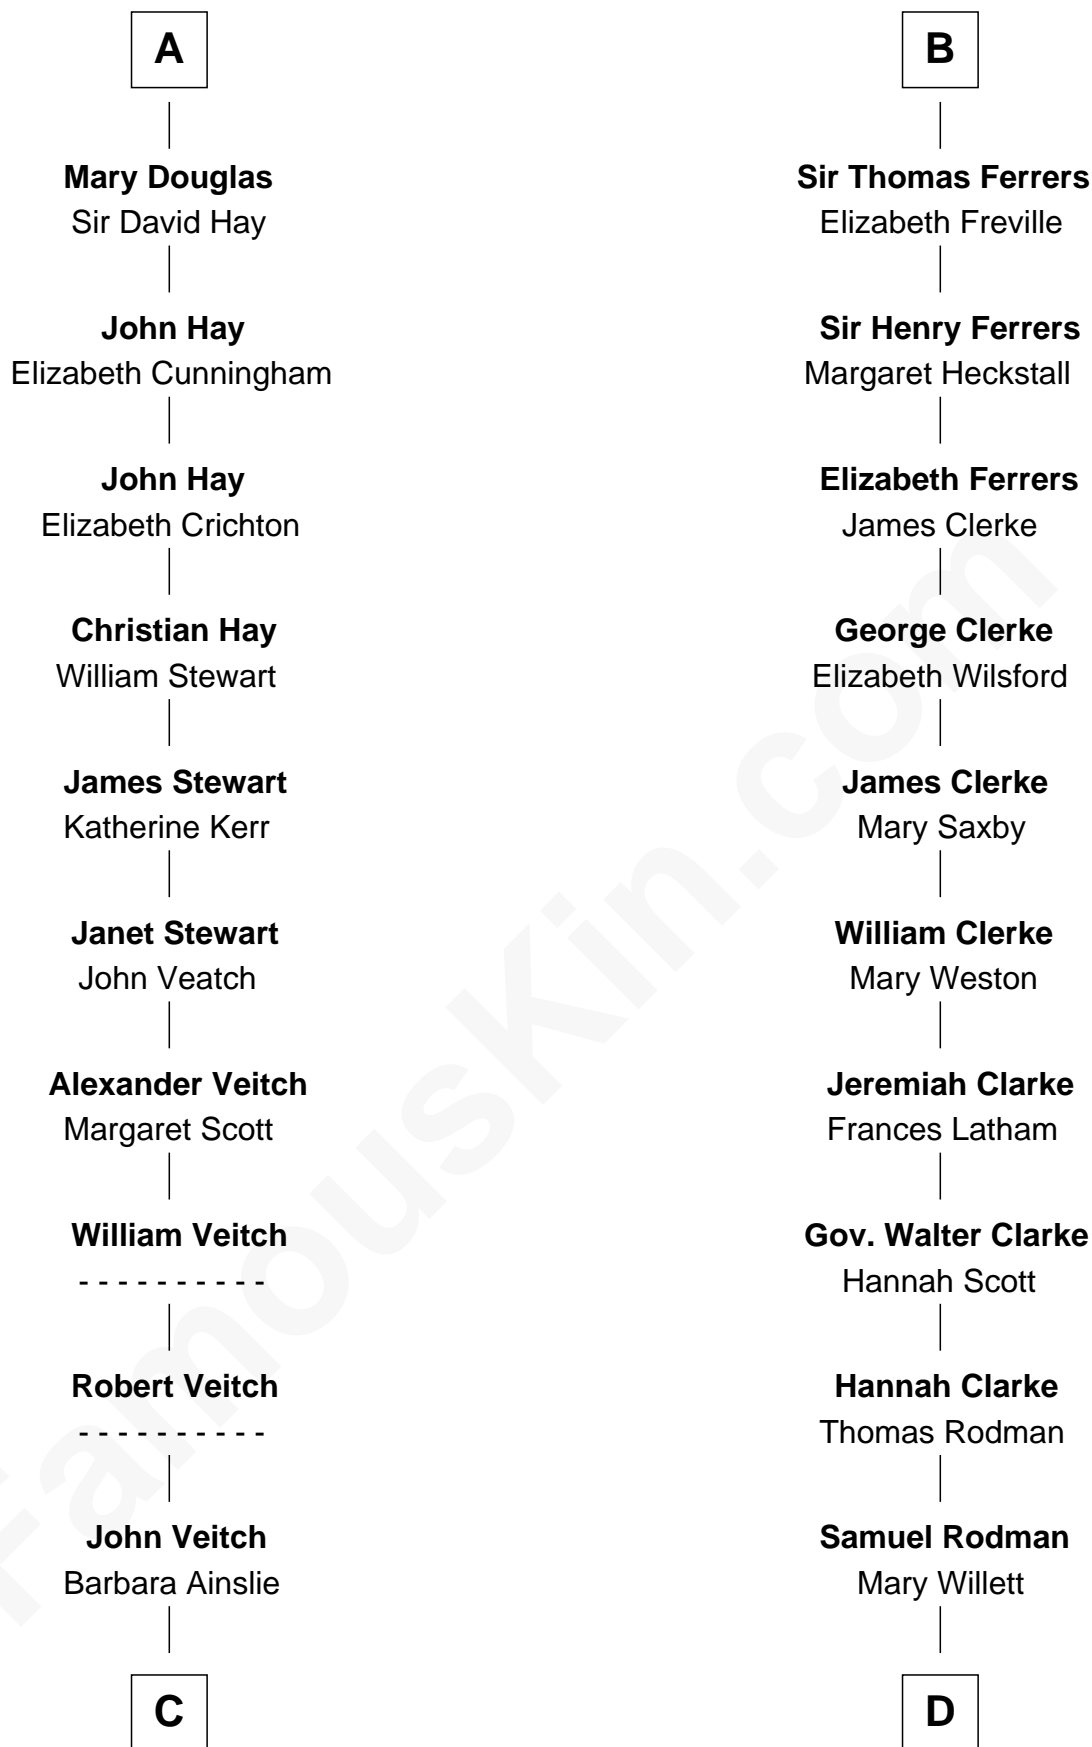 A
Mary Douglas
Sir David Hay
John Hay
Elizabeth Cunningham
John Hay
Elizabeth Crichton
Christian Hay
William Stewart
James Stewart
Katherine Kerr
Janet Stewart
John Veatch
Alexander Veitch
Margaret Scott
William Veitch
- - - - - - - - - -
Robert Veitch
- - - - - - - - - -
John Veitch
Barbara Ainslie
C
B
Sir Thomas Ferrers
Elizabeth Freville
Sir Henry Ferrers
Margaret Heckstall
Elizabeth Ferrers
James Clerke
George Clerke
Elizabeth Wilsford
James Clerke
Mary Saxby
William Clerke
Mary Weston
Jeremiah Clarke
Frances Latham
Gov. Walter Clarke
Hannah Scott
Hannah Clarke
Thomas Rodman
Samuel Rodman
Mary Willett
D
FamousKin.com